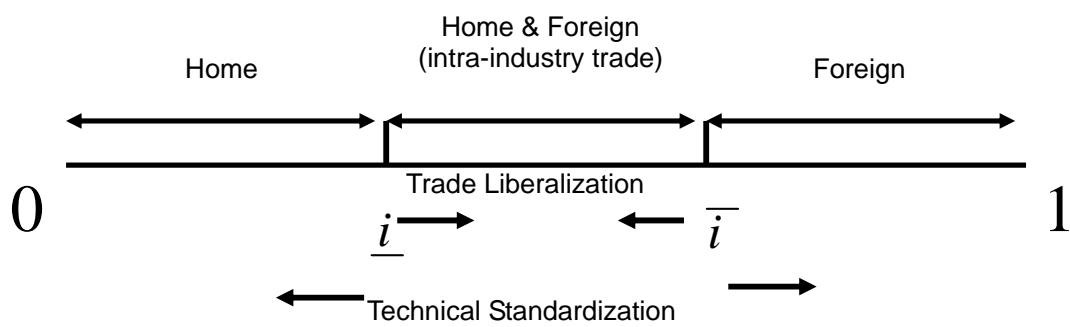 Home & Foreign
(intra-industry trade)
Home
Foreign
Trade Liberalization
0
1
i
i
Technical Standardization